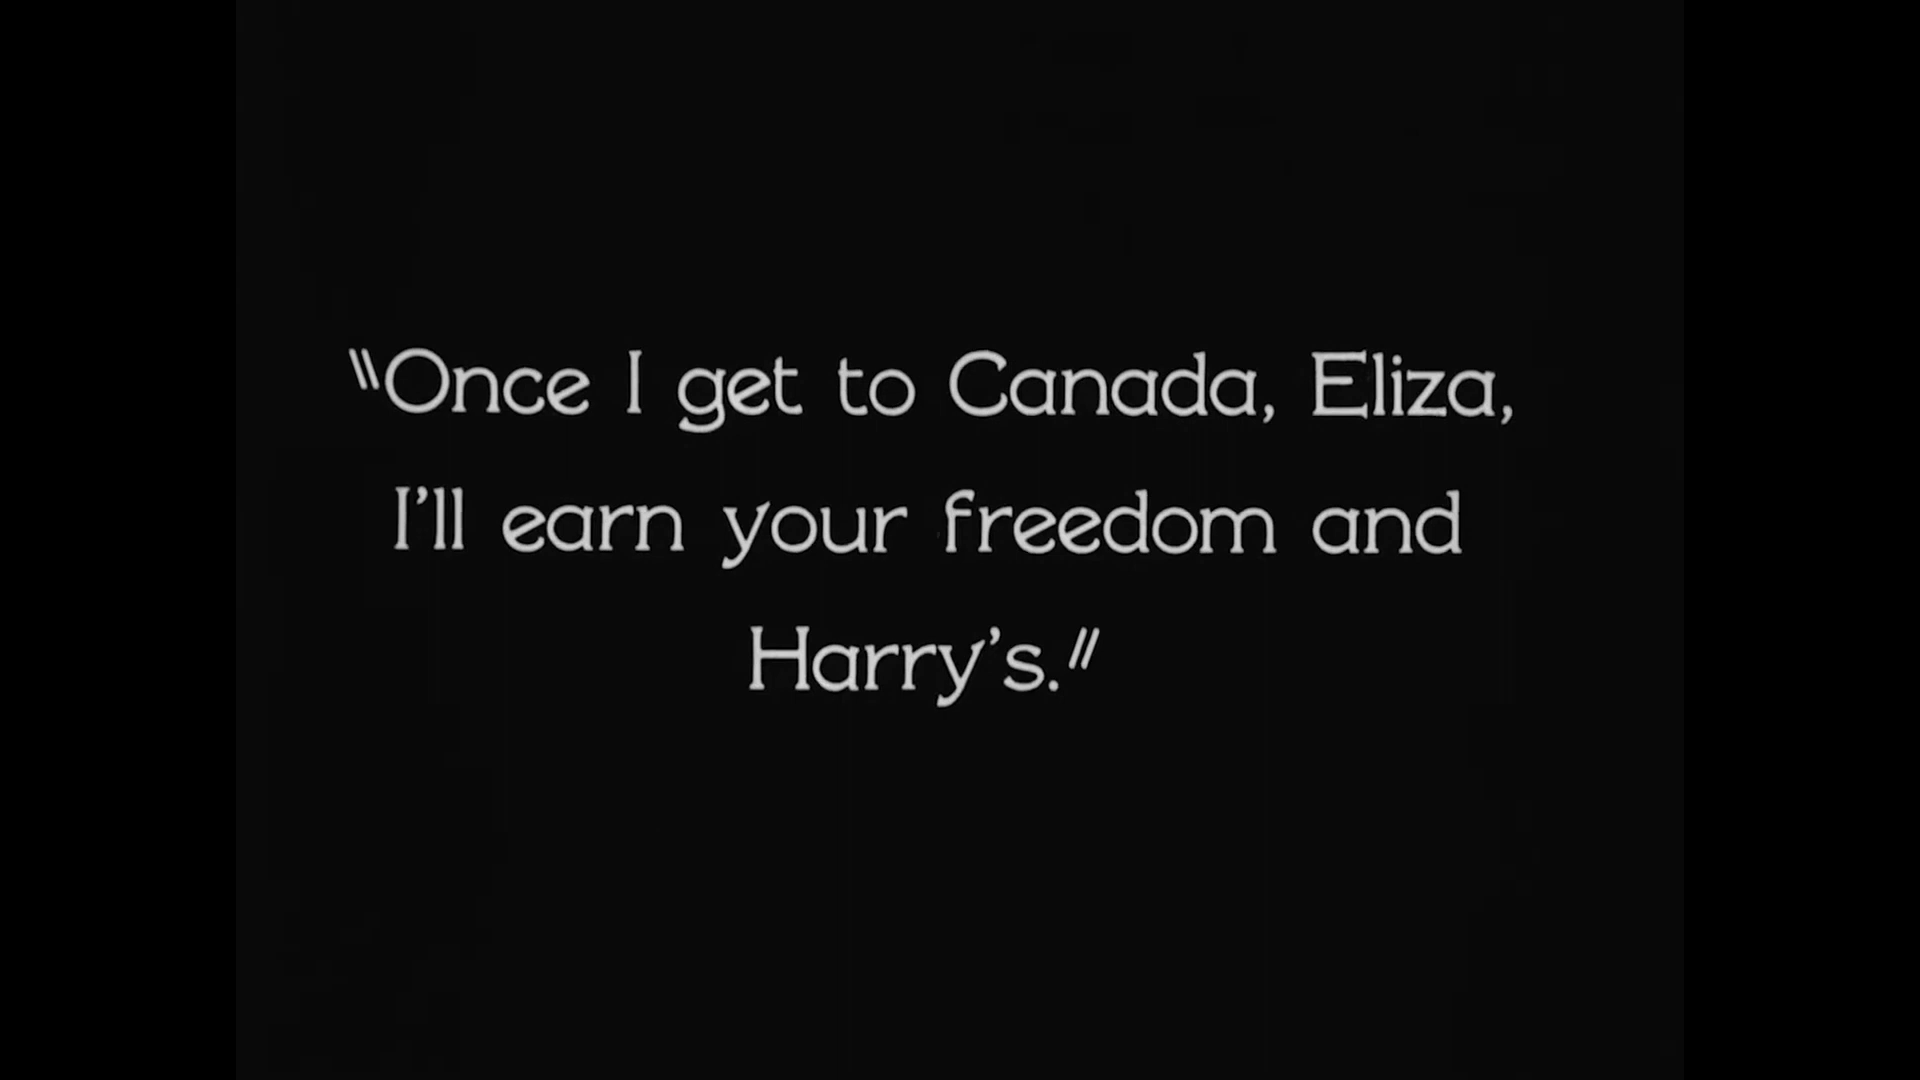 "Once I get to Canada, Eliza,
I'll earn your freedom and
Harry's."